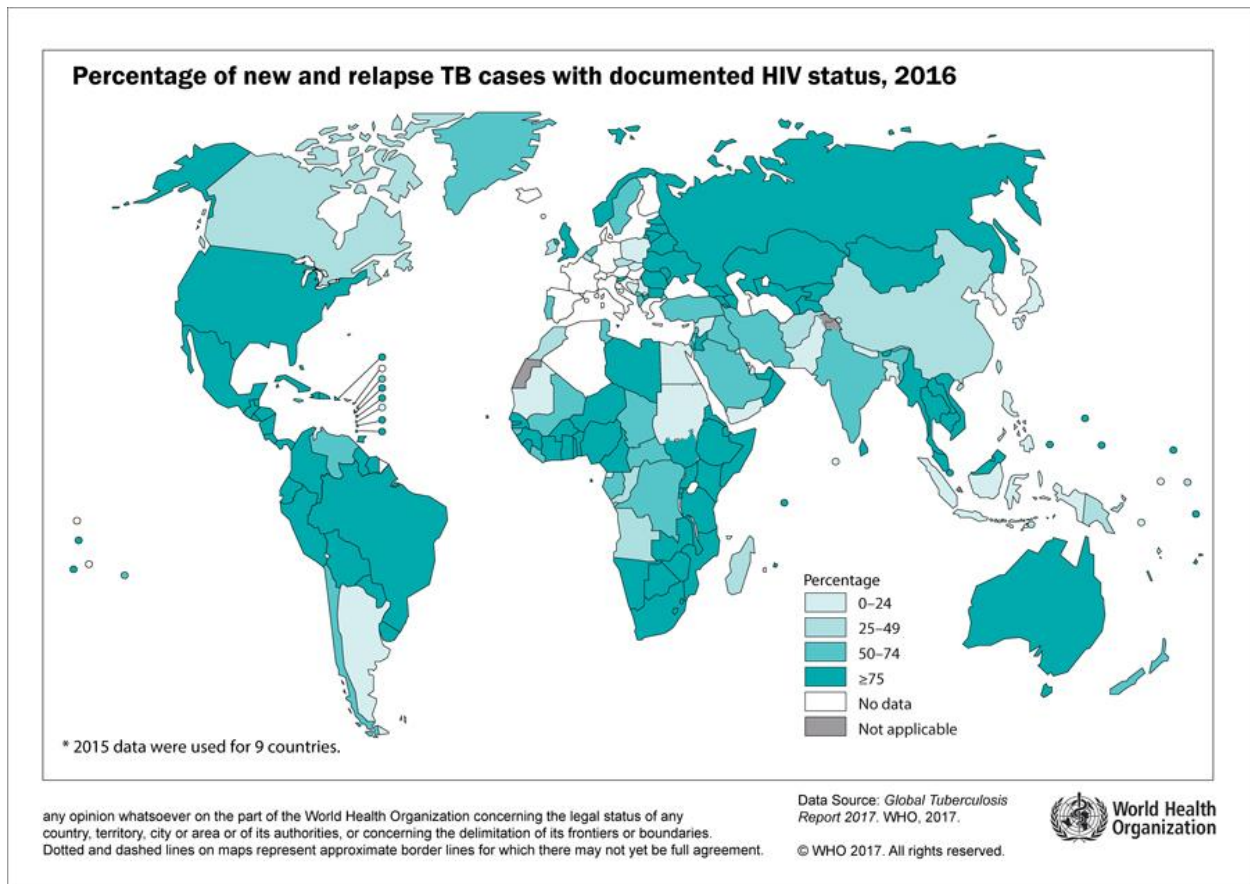 Percentage of new and relapse TB cases with documented HIV status, 2016
Percentage
0–24
25–49
50–74
≥75
No data
Not applicable
* 2015 data were used for 9 countries.
any opinion whatsoever on the part of the World Health Organization concerning the legal status of any
country, territory, city or area or of its authorities, or concerning the delimitation of its frontiers or boundaries.
Dotted and dashed lines on maps represent approximate border lines for which there may not yet be full agreement.
Data Source: Global Tuberculosis
Report 2017. WHO, 2017.
© WHO 2017. All rights reserved.
World Health
Organization